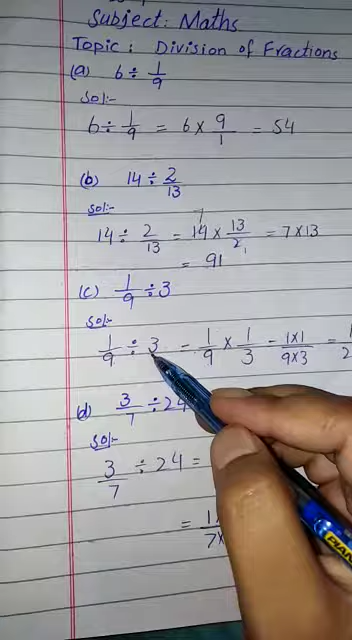 Subject: Maths
Topic: Division of Fractions
(a) 6 ÷ 1/9
Sol:-
6 ÷ 1/9 = 6 × 9/1 = 54
(b) 14 ÷ 2/13
Sol:-
14 ÷ 2/13 = 14 7 × 13/2 1 = 7 × 13
= 91
(c) 1/9 ÷ 3
Sol:-
1/9 ÷ 3 = 1/9 × 1/3 = 1×1/9×3 =
(d) 3/7 ÷ 24
Sol:-
3/7 ÷ 24 =
=